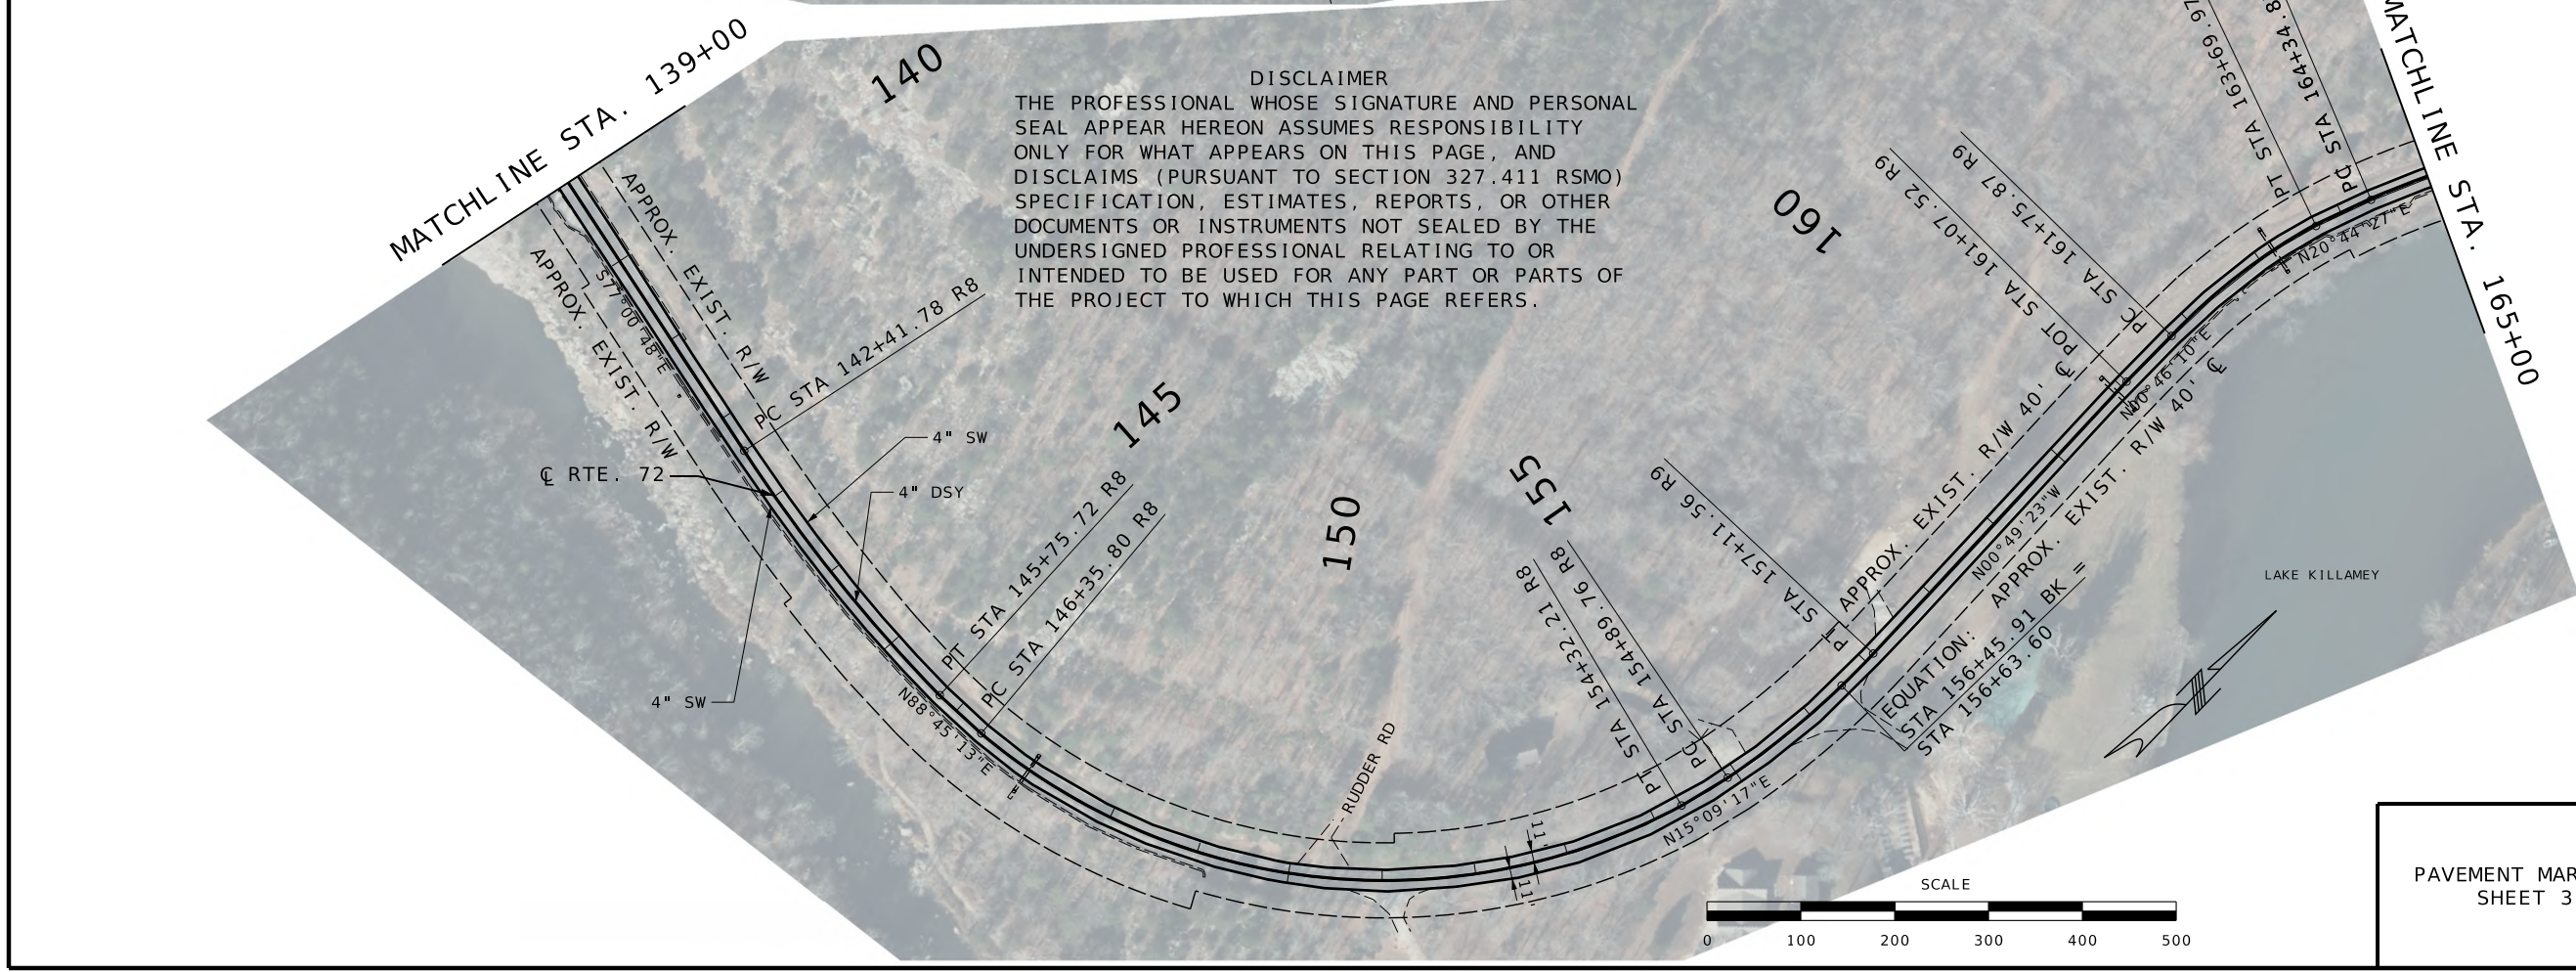 MATCHLINE STA. 139+00
140
DISCLAIMER
THE PROFESSIONAL WHOSE SIGNATURE AND PERSONAL
SEAL APPEAR HEREON ASSUMES RESPONSIBILITY
ONLY FOR WHAT APPEARS ON THIS PAGE, AND
DISCLAIMS (PURSUANT TO SECTION 327.411 RSMO)
SPECIFICATION, ESTIMATES, REPORTS, OR OTHER
DOCUMENTS OR INSTRUMENTS NOT SEALED BY THE
UNDERSIGNED PROFESSIONAL RELATING TO OR
INTENDED TO BE USED FOR ANY PART OR PARTS OF
THE PROJECT TO WHICH THIS PAGE REFERS.
APPROX. EXIST. R/W
APPROX. EXIST. R/W
S77°00'48"E
PC STA 142+41.78 R8
145
4" SW
4" DSY
℄ RTE. 72
4" SW
PT STA 145+75.72 R8
PC STA 146+35.80 R8
N88°45'13"E
150
RUDDER RD
11'
11'
155
PT STA 154+32.21 R8
PC STA 154+89.76 R8
N15°09'17"E
PT STA 157+11.56 R9
EQUATION:
STA 156+45.91 BK =
STA 156+63.60
N00°49'23"W
APPROX. EXIST. R/W 40' ℄
APPROX. EXIST. R/W 40' ℄
160
POT STA 161+07.52 R9
PC STA 161+75.87 R9
N00°46'10"E
PT STA 163+69.97
PC STA 164+34.8
N20°44'27"E
MATCHLINE STA. 165+00
LAKE KILLAMEY
SCALE
0 100 200 300 400 500
PAVEMENT MAR
SHEET 3